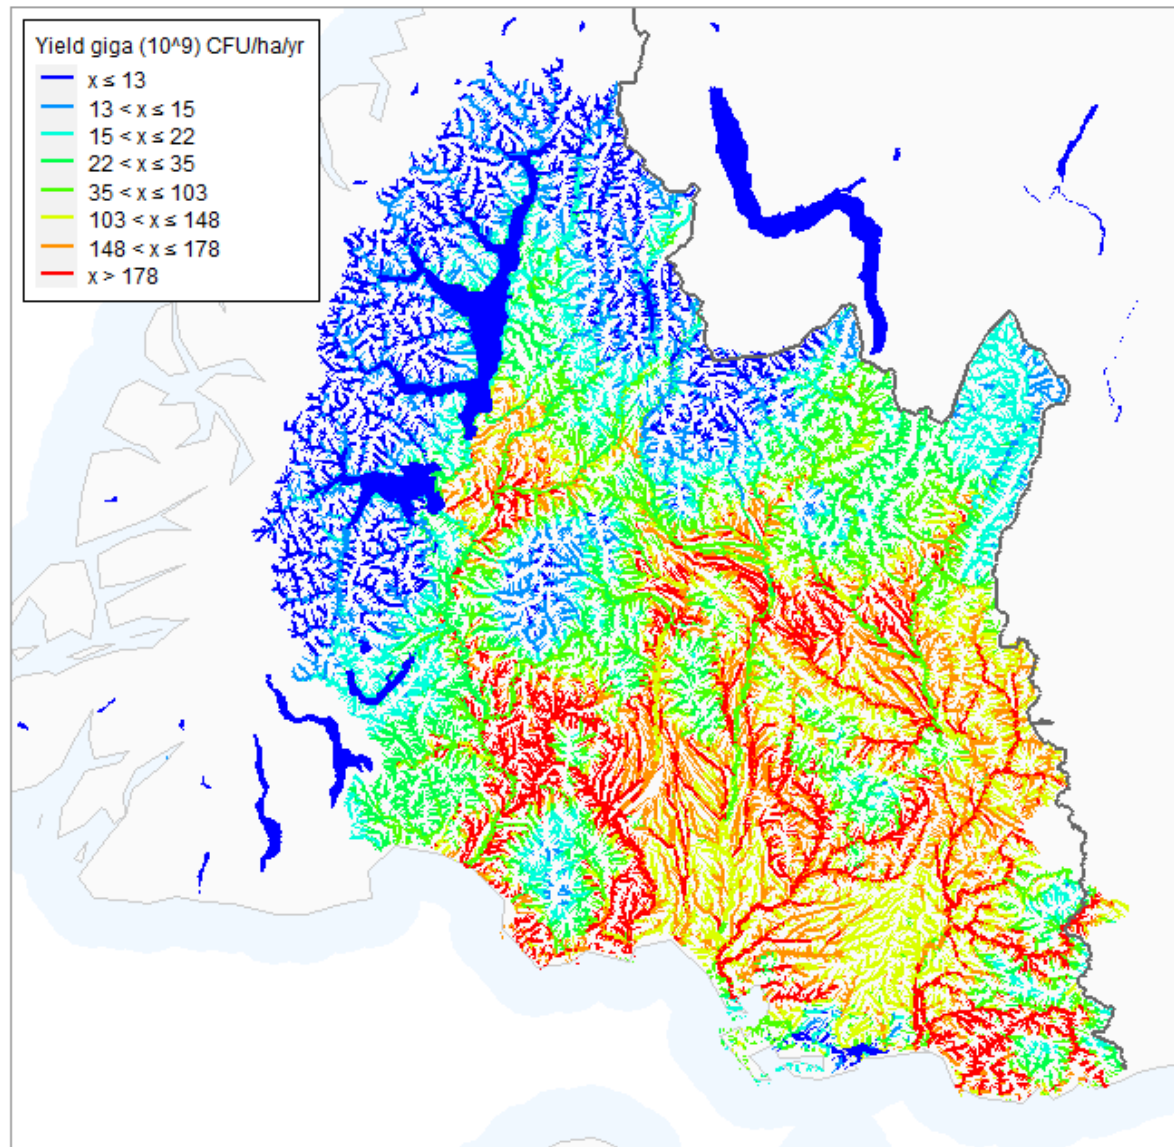 Yield giga (10^9) CFU/ha/yr
x ≤ 13
13 < x ≤ 15
15 < x ≤ 22
22 < x ≤ 35
35 < x ≤ 103
103 < x ≤ 148
148 < x ≤ 178
x > 178